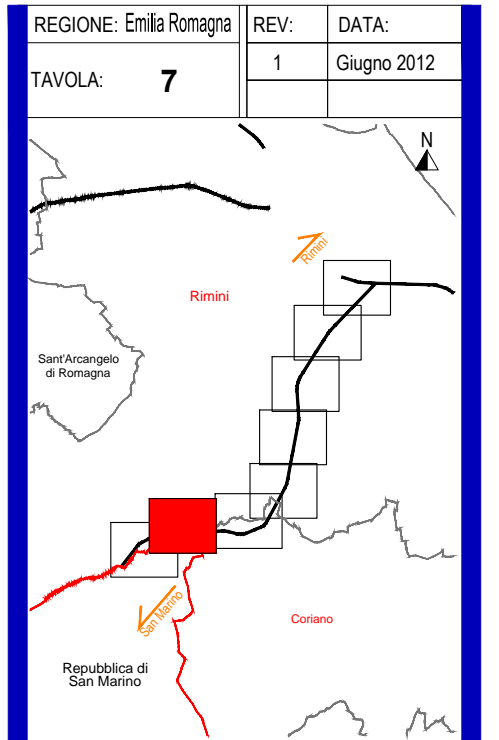 REGIONE: Emilia Romagna REV: DATA:
TAVOLA: 7 1 Giugno 2012
N
Rimini
Rimini
Sant'Arcangelo
di Romagna
San Marino
Coriano
Repubblica di
San Marino